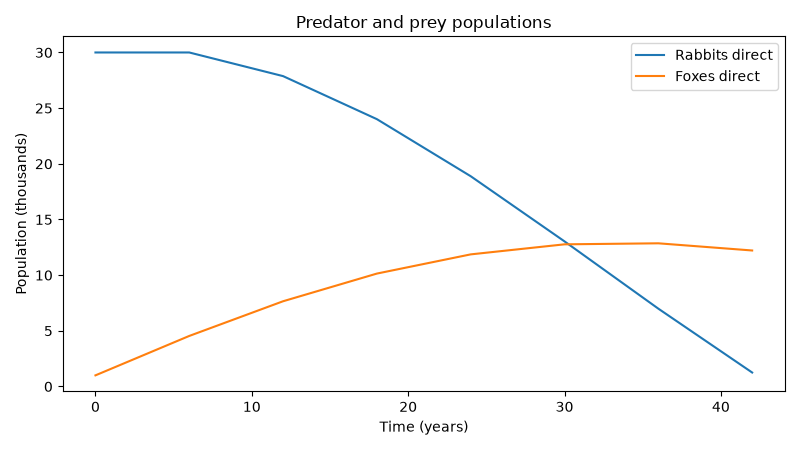 Predator and prey populations
Rabbits direct
Foxes direct
Population (thousands)
30
25
20
15
10
5
0
0 10 20 30 40
Time (years)